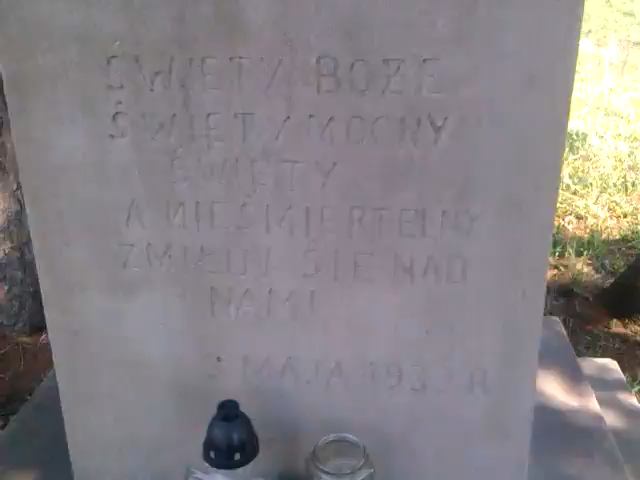 ŚWIĘTY BOŻE
ŚWIĘTY MOCNY
ŚWIĘTY
A NIEŚMIERTELNY
ZMIŁUJ SIĘ NAD
NAMI
3 MAJA R